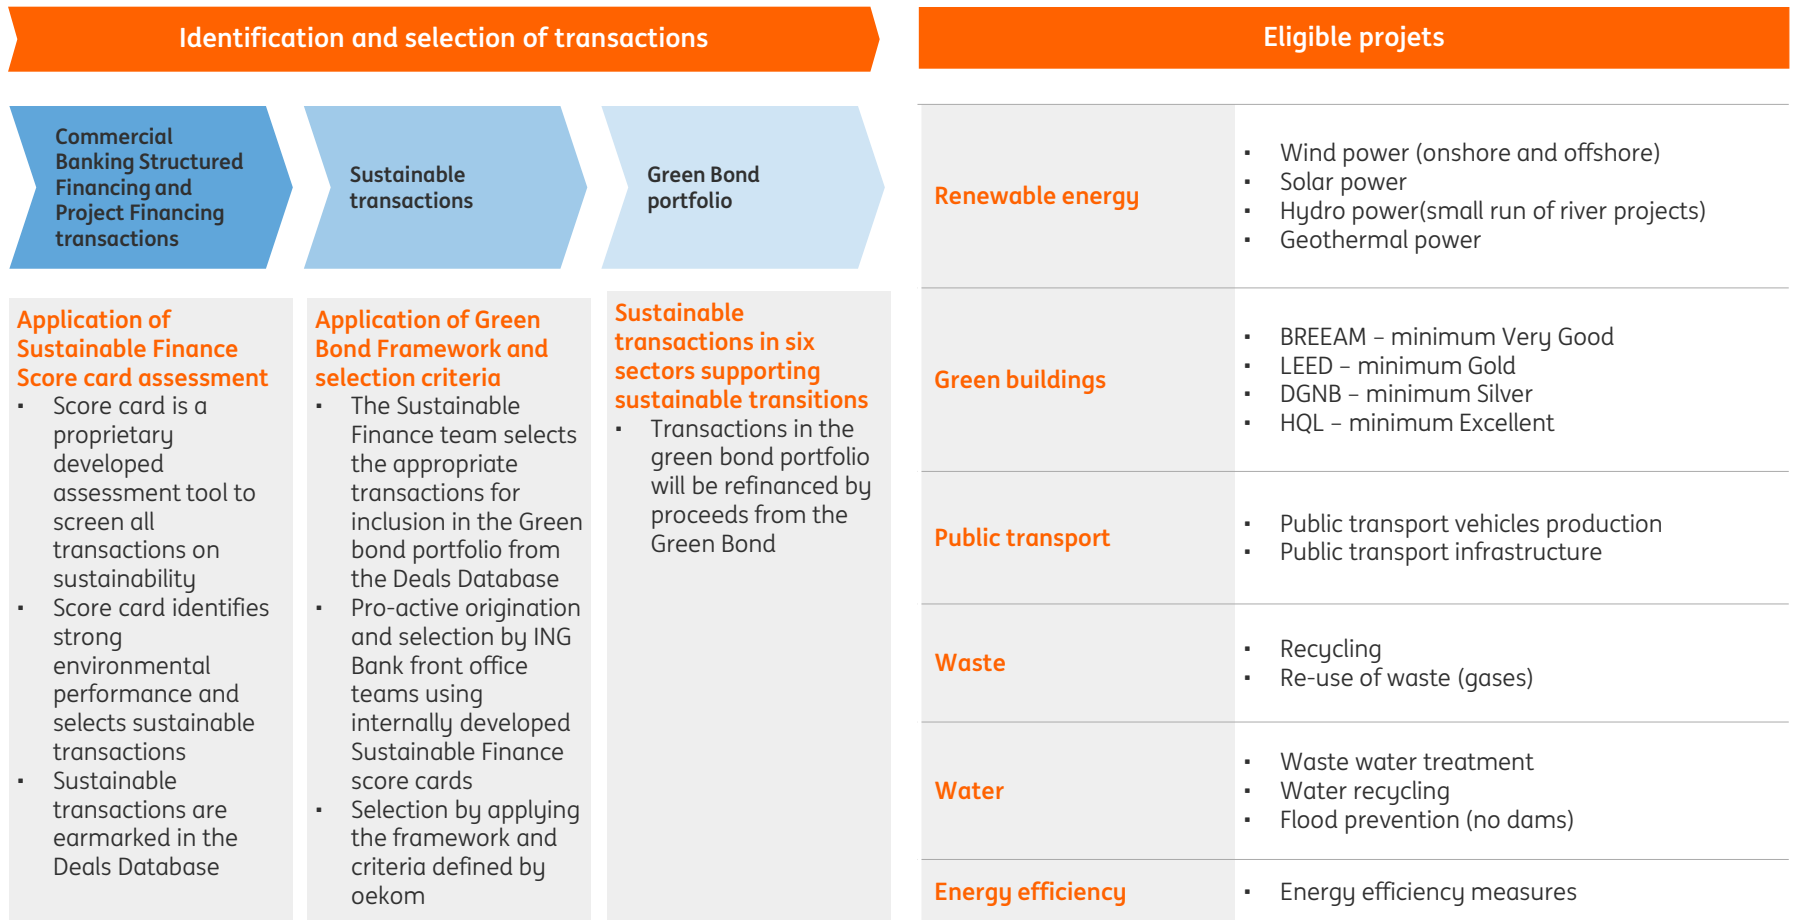 Identification and selection of transactions
Commercial
Banking Structured
Financing and
Project Financing
transactions
Sustainable
transactions
Green Bond
portfolio
Application of
Sustainable Finance
Score card assessment
▪ Score card is a
proprietary
developed
assessment tool to
screen all
transactions on
sustainability
▪ Score card identifies
strong
environmental
performance and
selects sustainable
transactions
▪ Sustainable
transactions are
earmarked in the
Deals Database
Application of Green
Bond Framework and
selection criteria
▪ The Sustainable
Finance team selects
the appropriate
transactions for
inclusion in the Green
bond portfolio from
the Deals Database
▪ Pro-active origination
and selection by ING
Bank front office
teams using
internally developed
Sustainable Finance
score cards
▪ Selection by applying
the framework and
criteria defined by
oekom
Sustainable
transactions in six
sectors supporting
sustainable transitions
▪ Transactions in the
green bond portfolio
will be refinanced by
proceeds from the
Green Bond
Eligible projets
Renewable energy
▪ Wind power (onshore and offshore)
▪ Solar power
▪ Hydro power(small run of river projects)
▪ Geothermal power
Green buildings
▪ BREEAM – minimum Very Good
▪ LEED – minimum Gold
▪ DGNB – minimum Silver
▪ HQL – minimum Excellent
Public transport
▪ Public transport vehicles production
▪ Public transport infrastructure
Waste
▪ Recycling
▪ Re-use of waste (gases)
Water
▪ Waste water treatment
▪ Water recycling
▪ Flood prevention (no dams)
Energy efficiency
▪ Energy efficiency measures